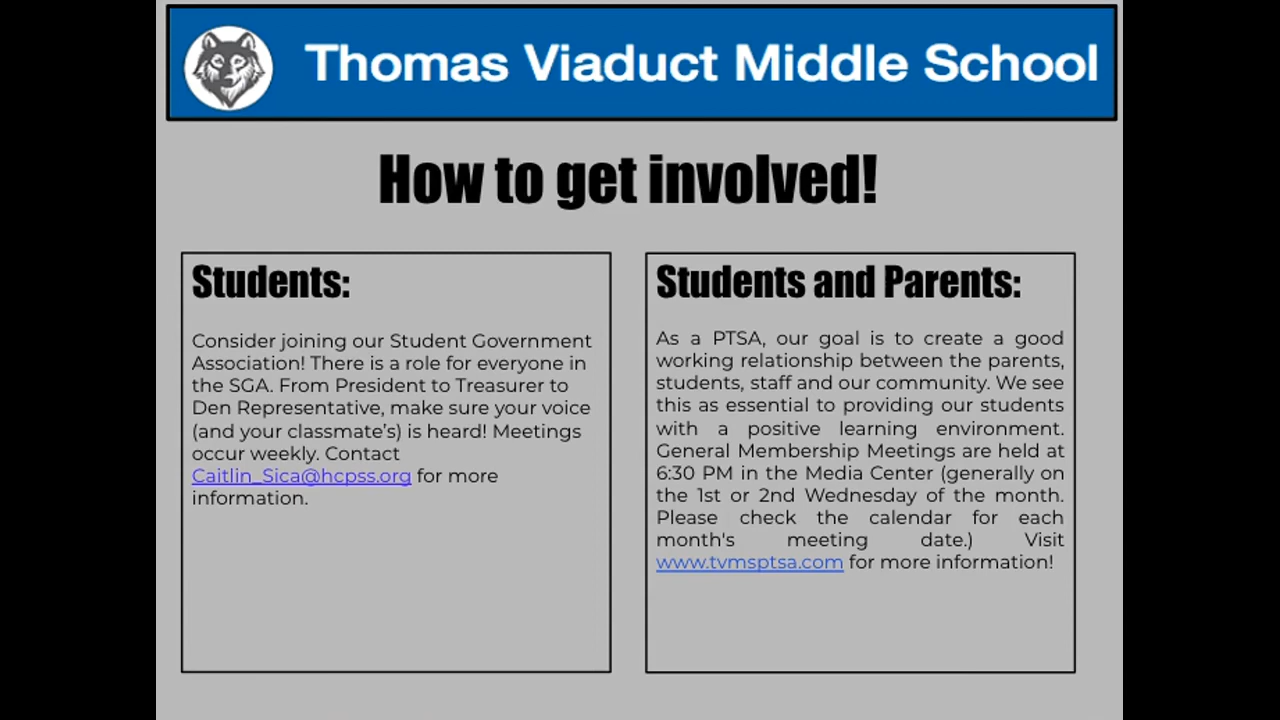 Thomas Viaduct Middle School
How to get involved!
Students:
Consider joining our Student Government
Association! There is a role for everyone in
the SGA. From President to Treasurer to
Den Representative, make sure your voice
(and your classmate’s) is heard! Meetings
occur weekly. Contact
Caitlin_Sica@hcpss.org for more
information.
Students and Parents:
As a PTSA, our goal is to create a good
working relationship between the parents,
students, staff and our community. We see
this as essential to providing our students
with a positive learning environment.
General Membership Meetings are held at
6:30 PM in the Media Center (generally on
the 1st or 2nd Wednesday of the month.
Please check the calendar for each
month's meeting date.) Visit
www.tvmsptsa.com for more information!